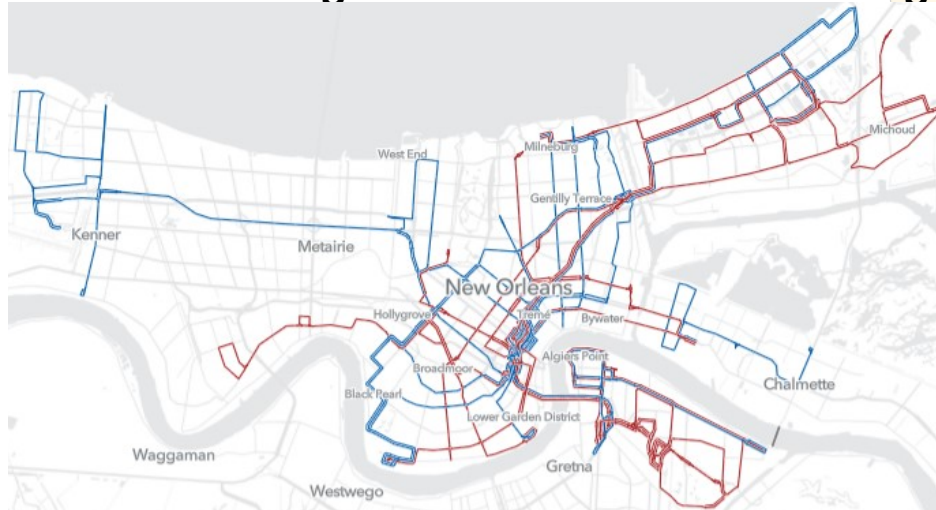 West End
Milneburg
Michoud
Gentilly Terrace
Kenner
Metairie
New Orleans
Hollygrove
Tremé
Bywater
Algiers Point
Broadmoor
Chalmette
Black Pearl
Lower Garden District
Waggaman
Gretna
Westwego